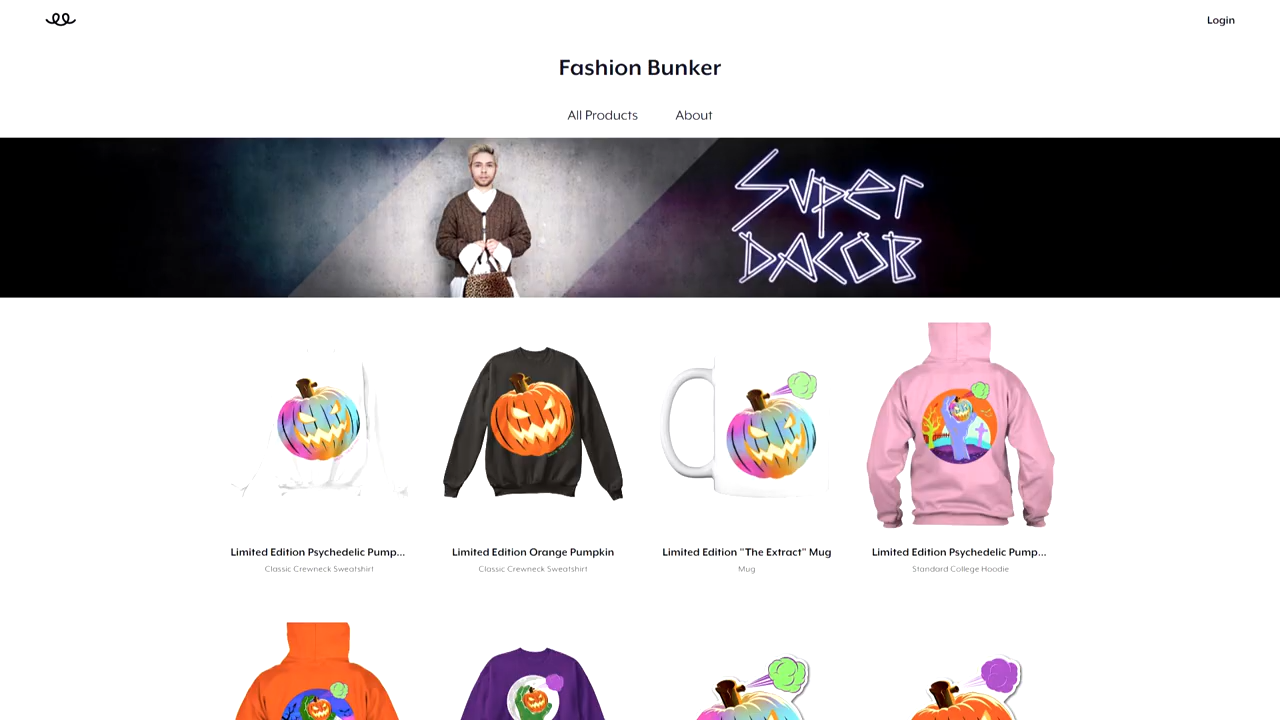 Login
Fashion Bunker
All Products About
SUPER
DACOB
Limited Edition Psychedelic Pump...
Classic Crewneck Sweatshirt
Limited Edition Orange Pumpkin
Classic Crewneck Sweatshirt
Limited Edition "The Extract" Mug
Mug
Limited Edition Psychedelic Pump...
Standard College Hoodie